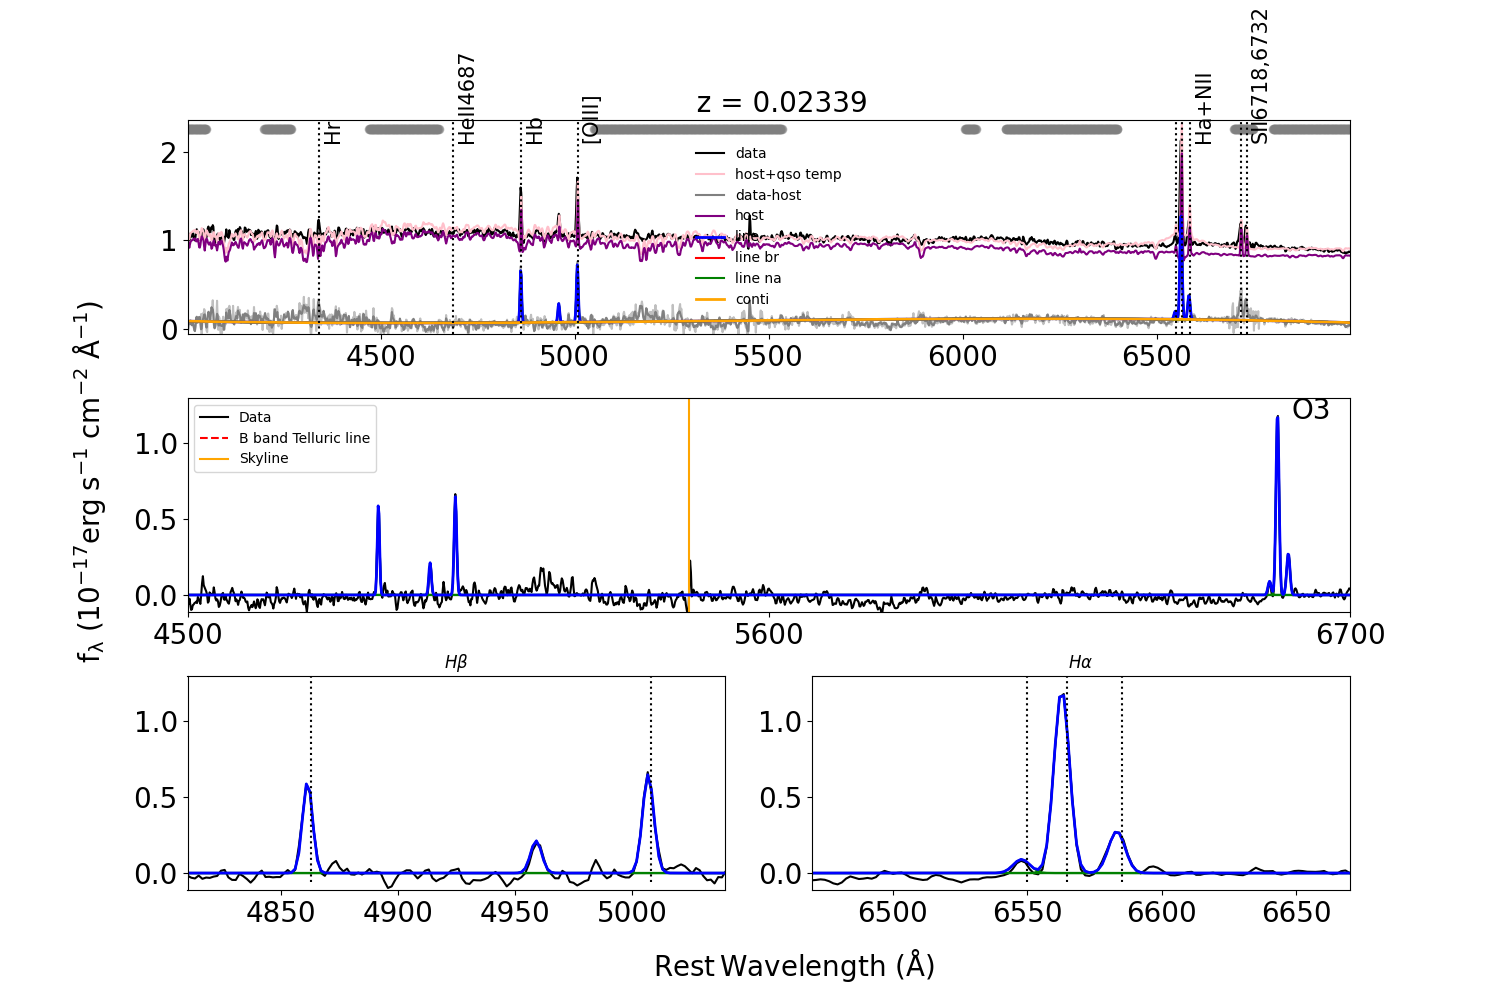 z = 0.02339
Hr
HeII4687
Hb
[OIII]
Ha+NII
SII6718,6732
data
host+qso temp
data-host
host
line
line br
line na
conti
2
1
0
4500 5000 5500 6000 6500
fλ (10⁻¹⁷erg s⁻¹ cm⁻² Å⁻¹)
Data
B band Telluric line
Skyline
O3
1.0
0.5
0.0
4500 5600 6700
Hβ
1.0
0.5
0.0
4850 4900 4950 5000
Hα
1.0
0.5
0.0
6500 6550 6600 6650
Rest Wavelength (Å)